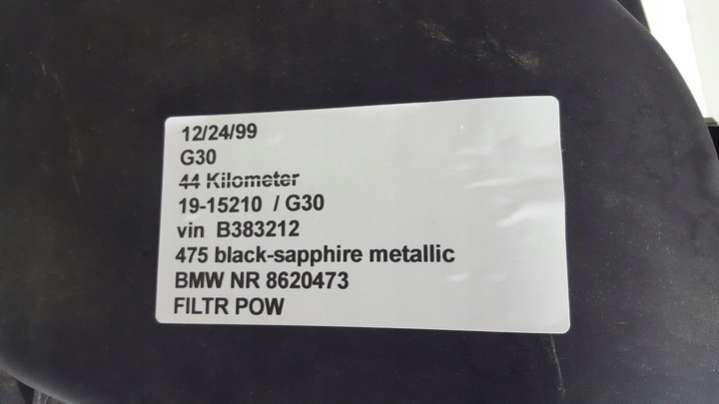 12/24/99
G30
44 Kilometer
19-15210 / G30
vin B383212
475 black-sapphire metallic
BMW NR 8620473
FILTR POW